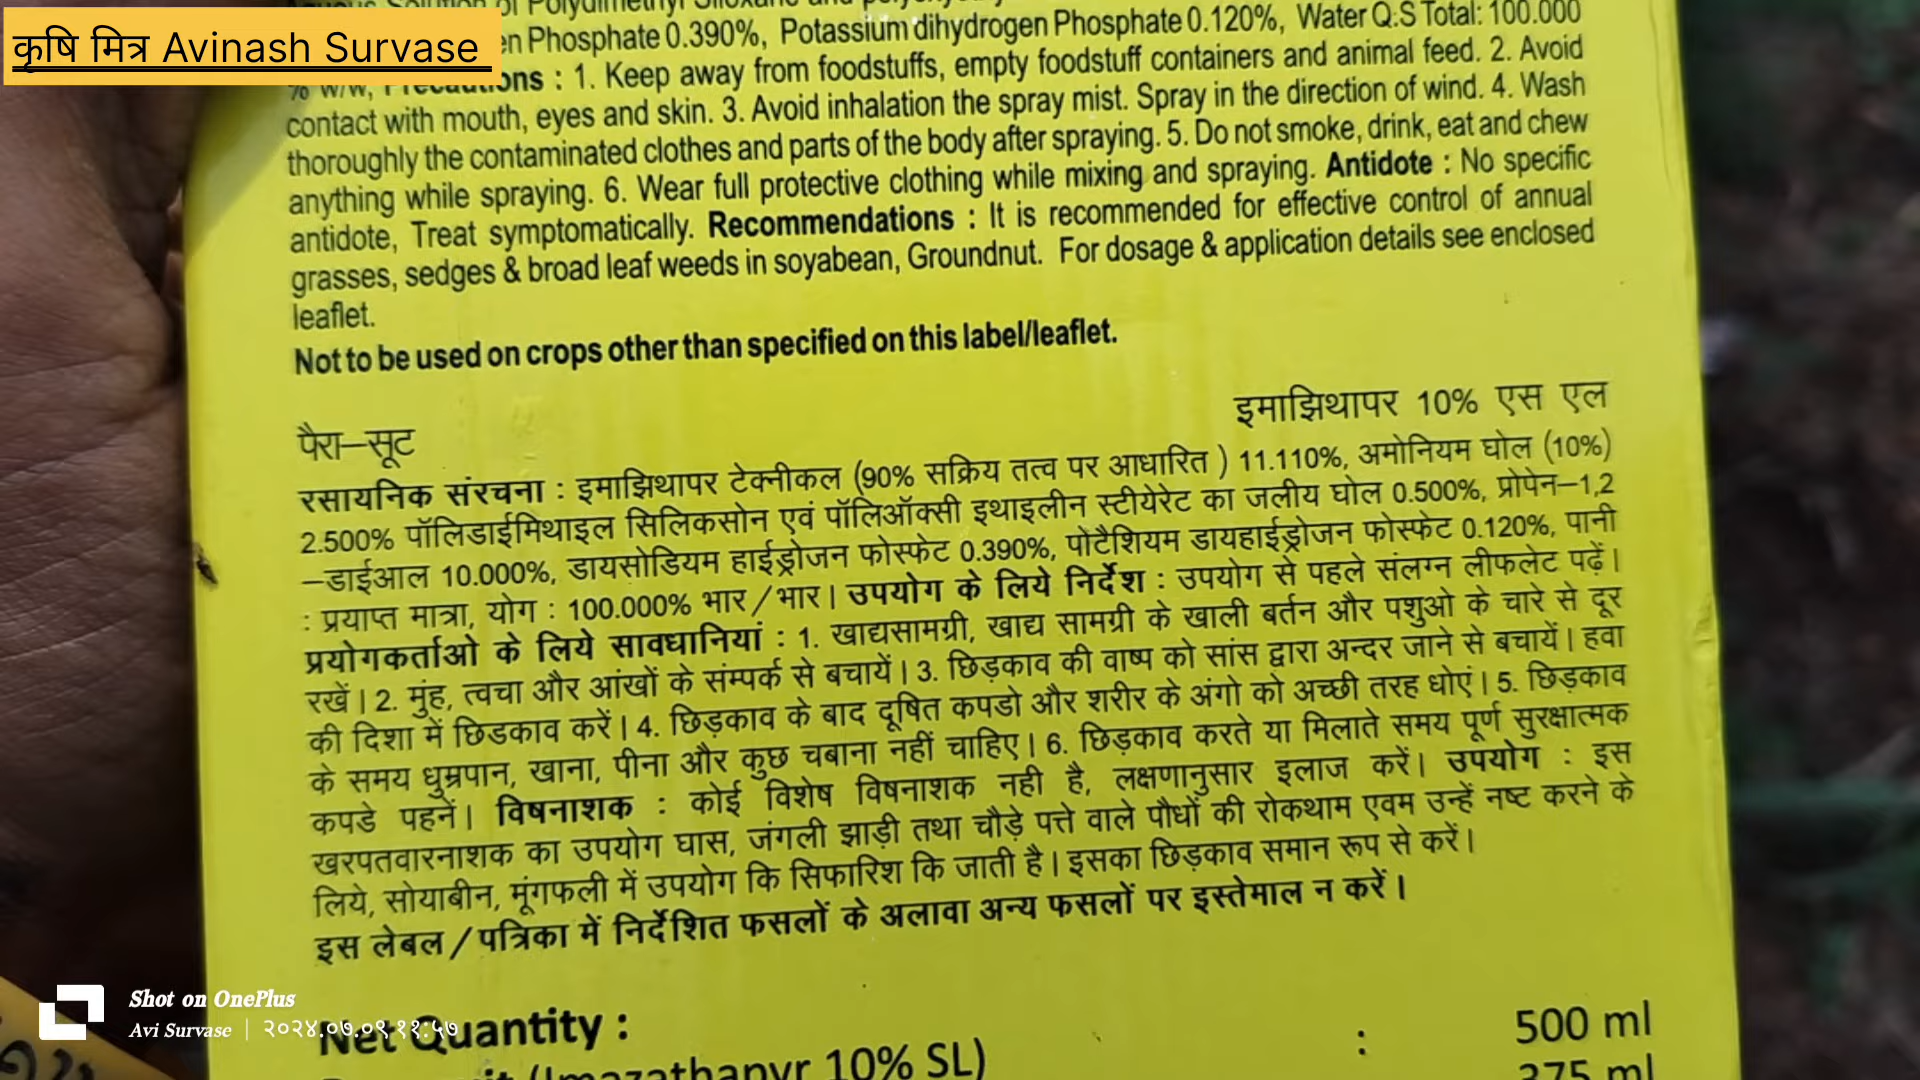 Aqueous Solution of Polydimethyl Siloxane and
कृषि मित्र Avinash Survase
en Phosphate 0.390%, Potassium dihydrogen Phosphate 0.120%, Water Q.S Total: 100.000
% w/w, Precautions : 1. Keep away from foodstuffs, empty foodstuff containers and animal feed. 2. Avoid
contact with mouth, eyes and skin. 3. Avoid inhalation the spray mist. Spray in the direction of wind. 4. Wash
thoroughly the contaminated clothes and parts of the body after spraying. 5. Do not smoke, drink, eat and chew
anything while spraying. 6. Wear full protective clothing while mixing and spraying. Antidote : No specific
antidote, Treat symptomatically. Recommendations : It is recommended for effective control of annual
grasses, sedges & broad leaf weeds in soyabean, Groundnut. For dosage & application details see enclosed
leaflet.
Not to be used on crops other than specified on this label/leaflet.
इमाझिथापर 10% एस एल
पैरा–सूट
रसायनिक संरचना : इमाझिथापर टेक्नीकल (90% सक्रिय तत्व पर आधारित ) 11.110%, अमोनियम घोल (10%)
2.500% पॉलिडाईमिथाइल सिलिकसोन एवं पॉलिऑक्सी इथाइलीन स्टीयेरेट का जलीय घोल 0.500%, प्रोपेन–1,2
–डाईआल 10.000%, डायसोडियम हाईड्रोजन फोस्फेट 0.390%, पोटैशियम डायहाईड्रोजन फोस्फेट 0.120%, पानी
: प्रयाप्त मात्रा, योग : 100.000% भार/भार। उपयोग के लिये निर्देश : उपयोग से पहले संलग्न लीफलेट पढ़ें।
प्रयोगकर्ताओ के लिये सावधानियां : 1. खाद्यसामग्री, खाद्य सामग्री के खाली बर्तन और पशुओ के चारे से दूर
रखें। 2. मुंह, त्वचा और आंखों के संम्पर्क से बचायें। 3. छिड़काव की वाष्प को सांस द्वारा अन्दर जाने से बचायें। हवा
की दिशा में छिडकाव करें। 4. छिड़काव के बाद दूषित कपडो और शरीर के अंगो को अच्छी तरह धोएं। 5. छिड़काव
के समय धुम्रपान, खाना, पीना और कुछ चबाना नहीं चाहिए। 6. छिड़काव करते या मिलाते समय पूर्ण सुरक्षात्मक
कपडे पहनें। विषनाशक : कोई विशेष विषनाशक नही है, लक्षणानुसार इलाज करें। उपयोग : इस
खरपतवारनाशक का उपयोग घास, जंगली झाड़ी तथा चौड़े पत्ते वाले पौधों की रोकथाम एवम उन्हें नष्ट करने के
लिये, सोयाबीन, मूंगफली में उपयोग कि सिफारिश कि जाती है। इसका छिड़काव समान रूप से करें।
इस लेबल/पत्रिका में निर्देशित फसलों के अलावा अन्य फसलों पर इस्तेमाल न करें।
Shot on OnePlus
Avi Survase | २०२४.०७.०९ ११:५७
Net Quantity : : 500 ml
(Imazathapyr 10% SL) 375 ml